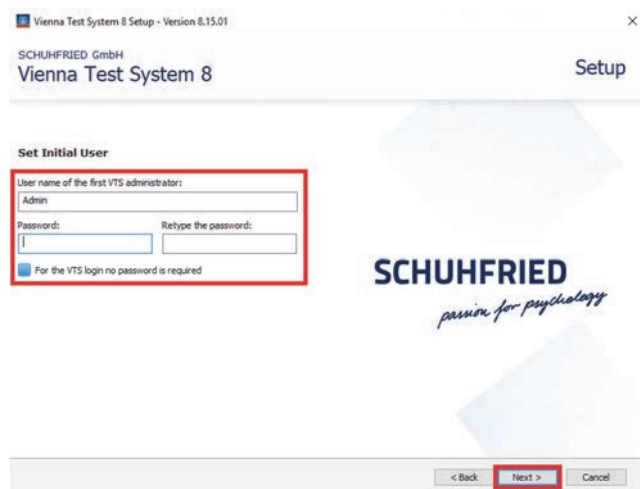 Vienna Test System 8 Setup - Version 8.15.01
SCHUHFRIED GmbH
Vienna Test System 8
Setup
Set Initial User
User name of the first VTS administrator:
Admin
Password: Retype the password:
For the VTS login no password is required
SCHUHFRIED
passion for psychology
< Back Next > Cancel